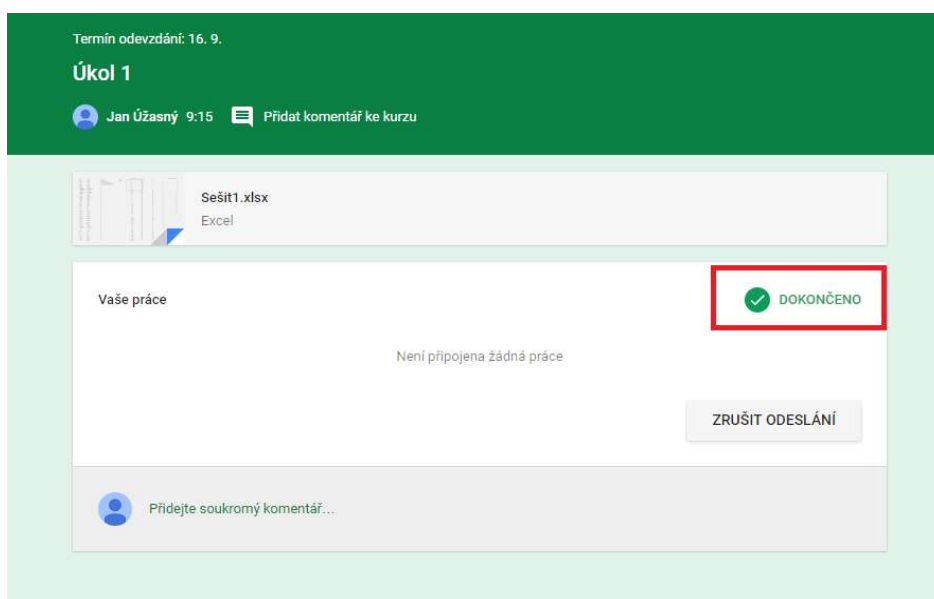 Termín odevzdání: 16. 9.
Úkol 1
Jan Úžasný 9:15 Přidat komentář ke kurzu
Sešit1.xlsx
Excel
Vaše práce
DOKONČENO
Není připojena žádná práce
ZRUŠIT ODESLÁNÍ
Přidejte soukromý komentář…